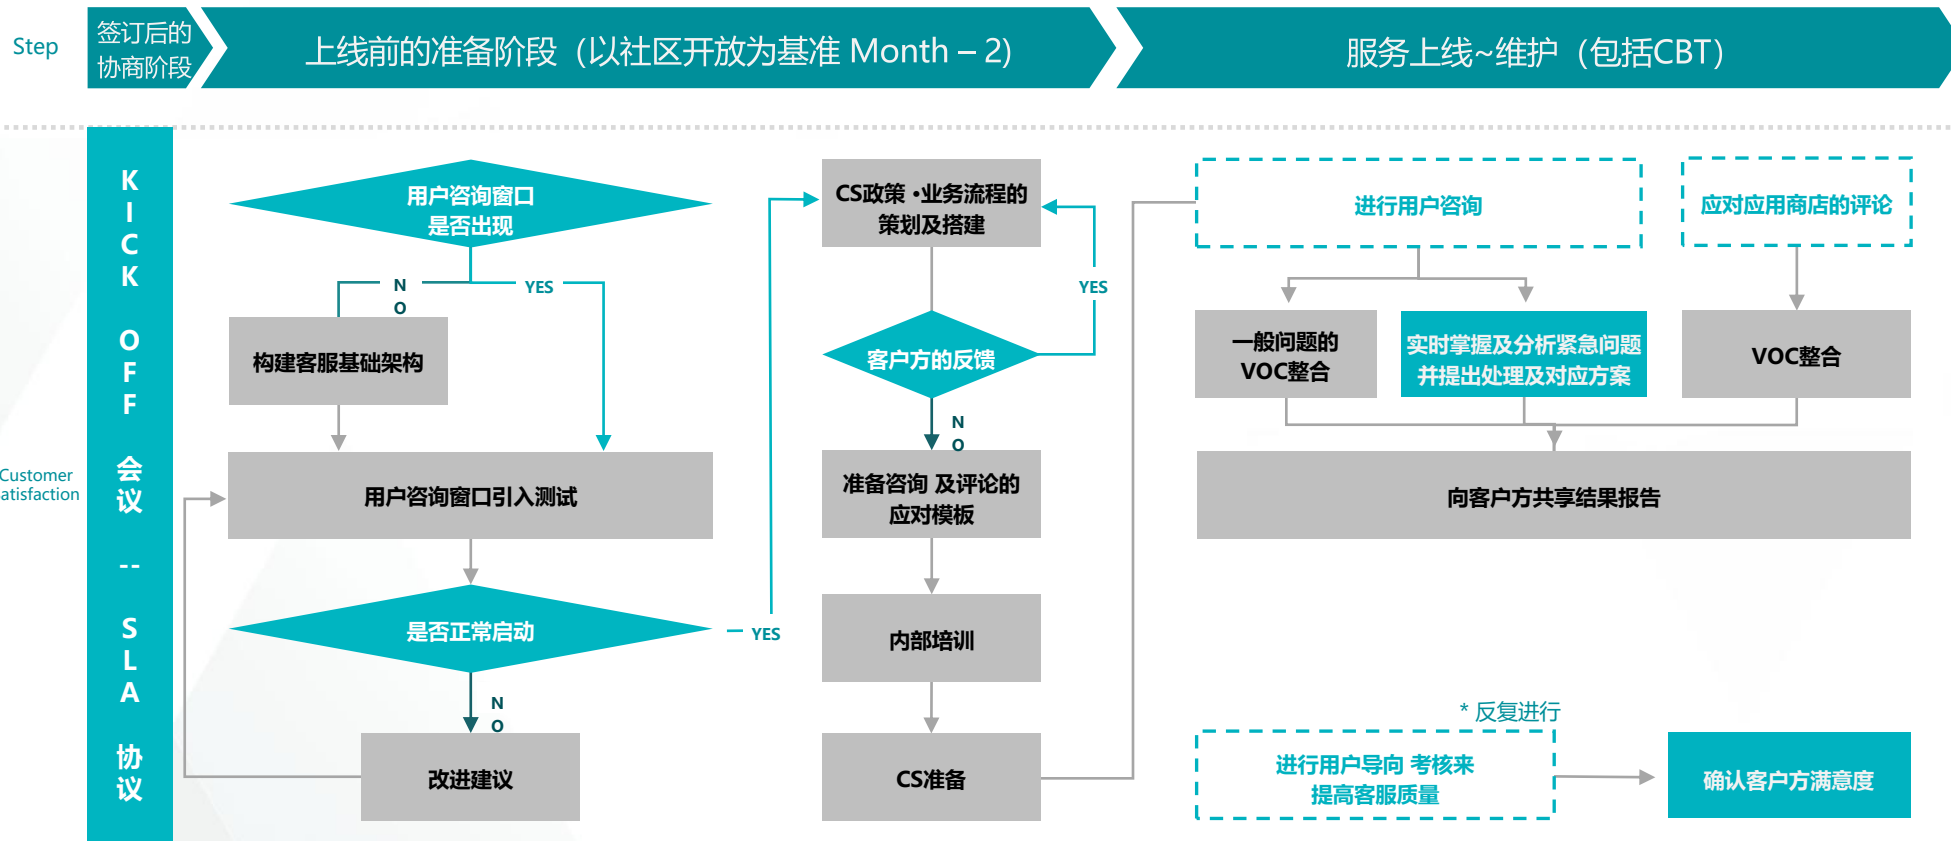 Step
签订后的
协商阶段
上线前的准备阶段（以社区开放为基准 Month – 2)
服务上线~维护（包括CBT）
Customer
atisfaction
K
I
C
K
O
F
F
会
议
--
S
L
A
协
议
用户咨询窗口
是否出现
N
O
YES
构建客服基础架构
用户咨询窗口引入测试
是否正常启动
YES
N
O
改进建议
CS政策 ·业务流程的
策划及搭建
YES
客户方的反馈
N
O
准备咨询 及评论的
应对模板
内部培训
CS准备
进行用户咨询
应对应用商店的评论
一般问题的
VOC整合
实时掌握及分析紧急问题
并提出处理及对应方案
VOC整合
向客户方共享结果报告
* 反复进行
进行用户导向 考核来
提高客服质量
确认客户方满意度